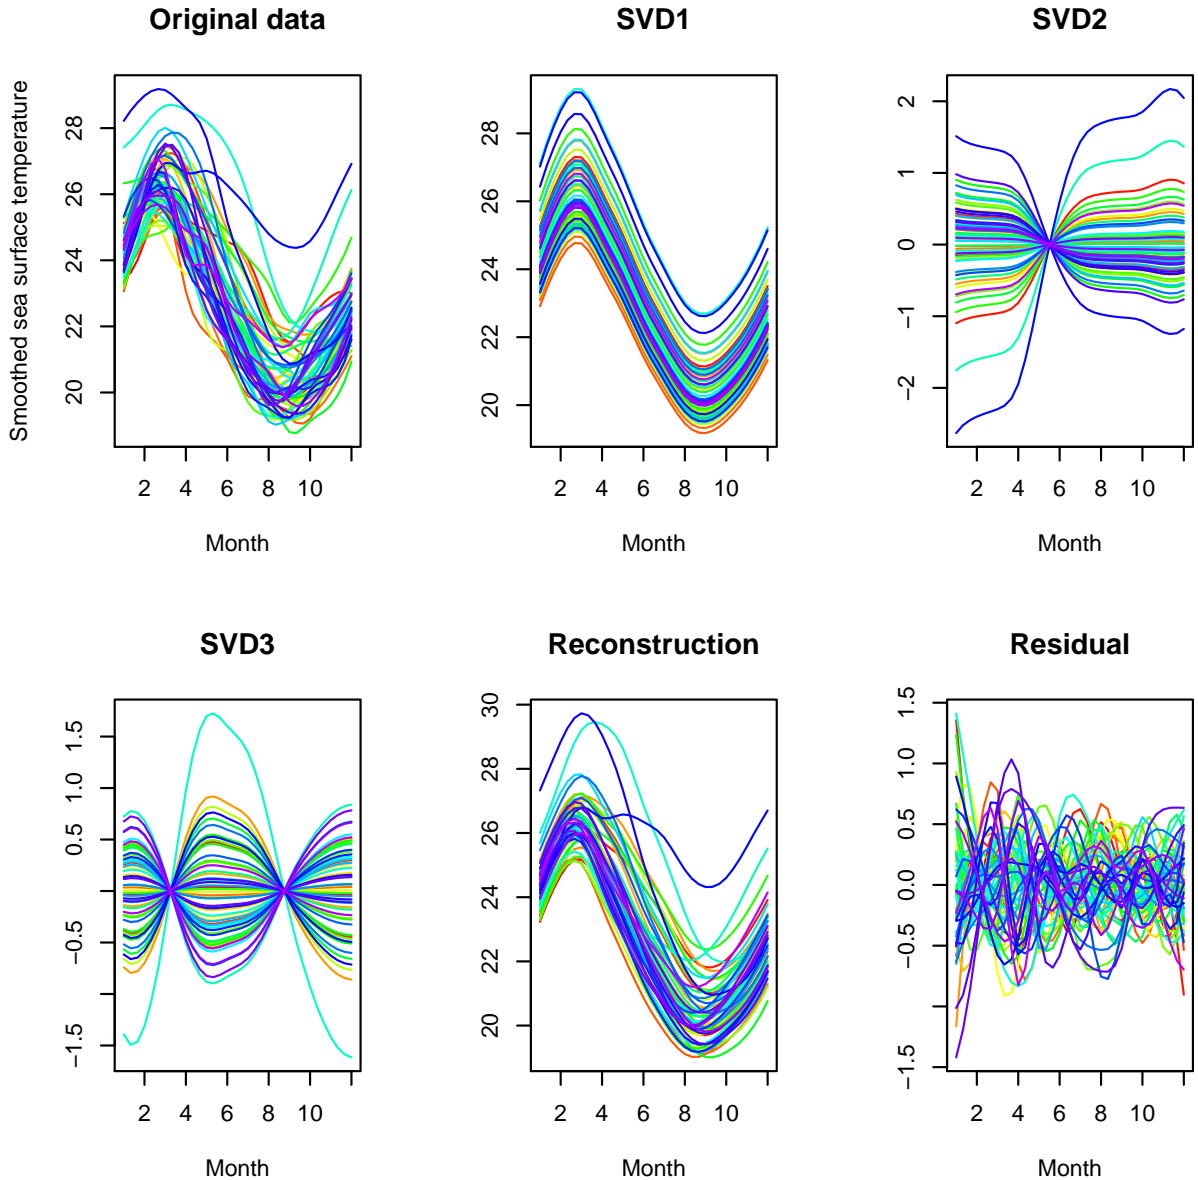 Original data
SVD1
SVD2
Smoothed sea surface temperature
28
26
24
22
20
2 4 6 8 10
Month
28
26
24
22
20
2 4 6 8 10
Month
2
1
0
−1
−2
2 4 6 8 10
Month
SVD3
Reconstruction
Residual
1.5
1.0
0.5
−0.5
−1.5
2 4 6 8 10
Month
30
28
26
24
22
20
2 4 6 8 10
Month
1.5
1.0
0.5
0.0
−0.5
−1.5
2 4 6 8 10
Month